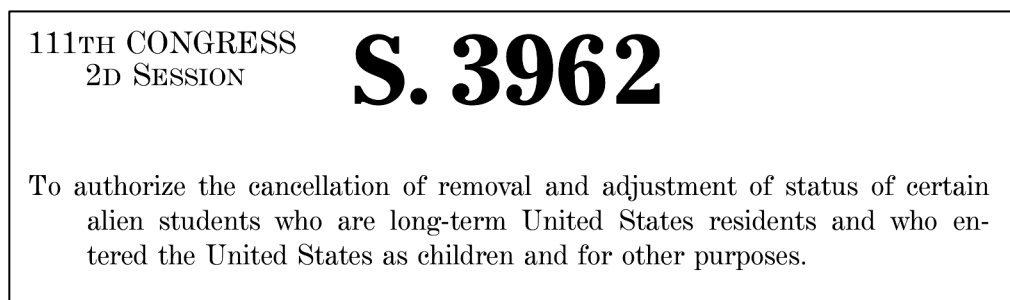 111TH CONGRESS
2D SESSION
S. 3962
To authorize the cancellation of removal and adjustment of status of certain
alien students who are long-term United States residents and who en-
tered the United States as children and for other purposes.